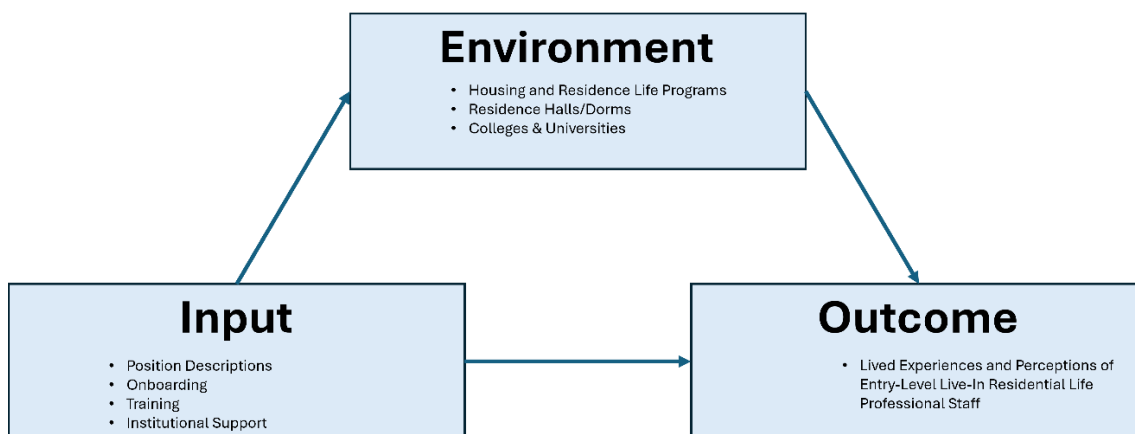 Environment
• Housing and Residence Life Programs
• Residence Halls/Dorms
• Colleges & Universities
Input
• Position Descriptions
• Onboarding
• Training
• Institutional Support
Outcome
• Lived Experiences and Perceptions of
Entry-Level Live-In Residential Life
Professional Staff